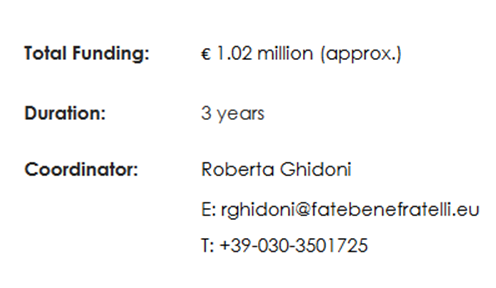 Total Funding: € 1.02 million (approx.)
Duration: 3 years
Coordinator: Roberta Ghidoni
E: rghidoni@fatebenefratelli.eu
T: +39-030-3501725